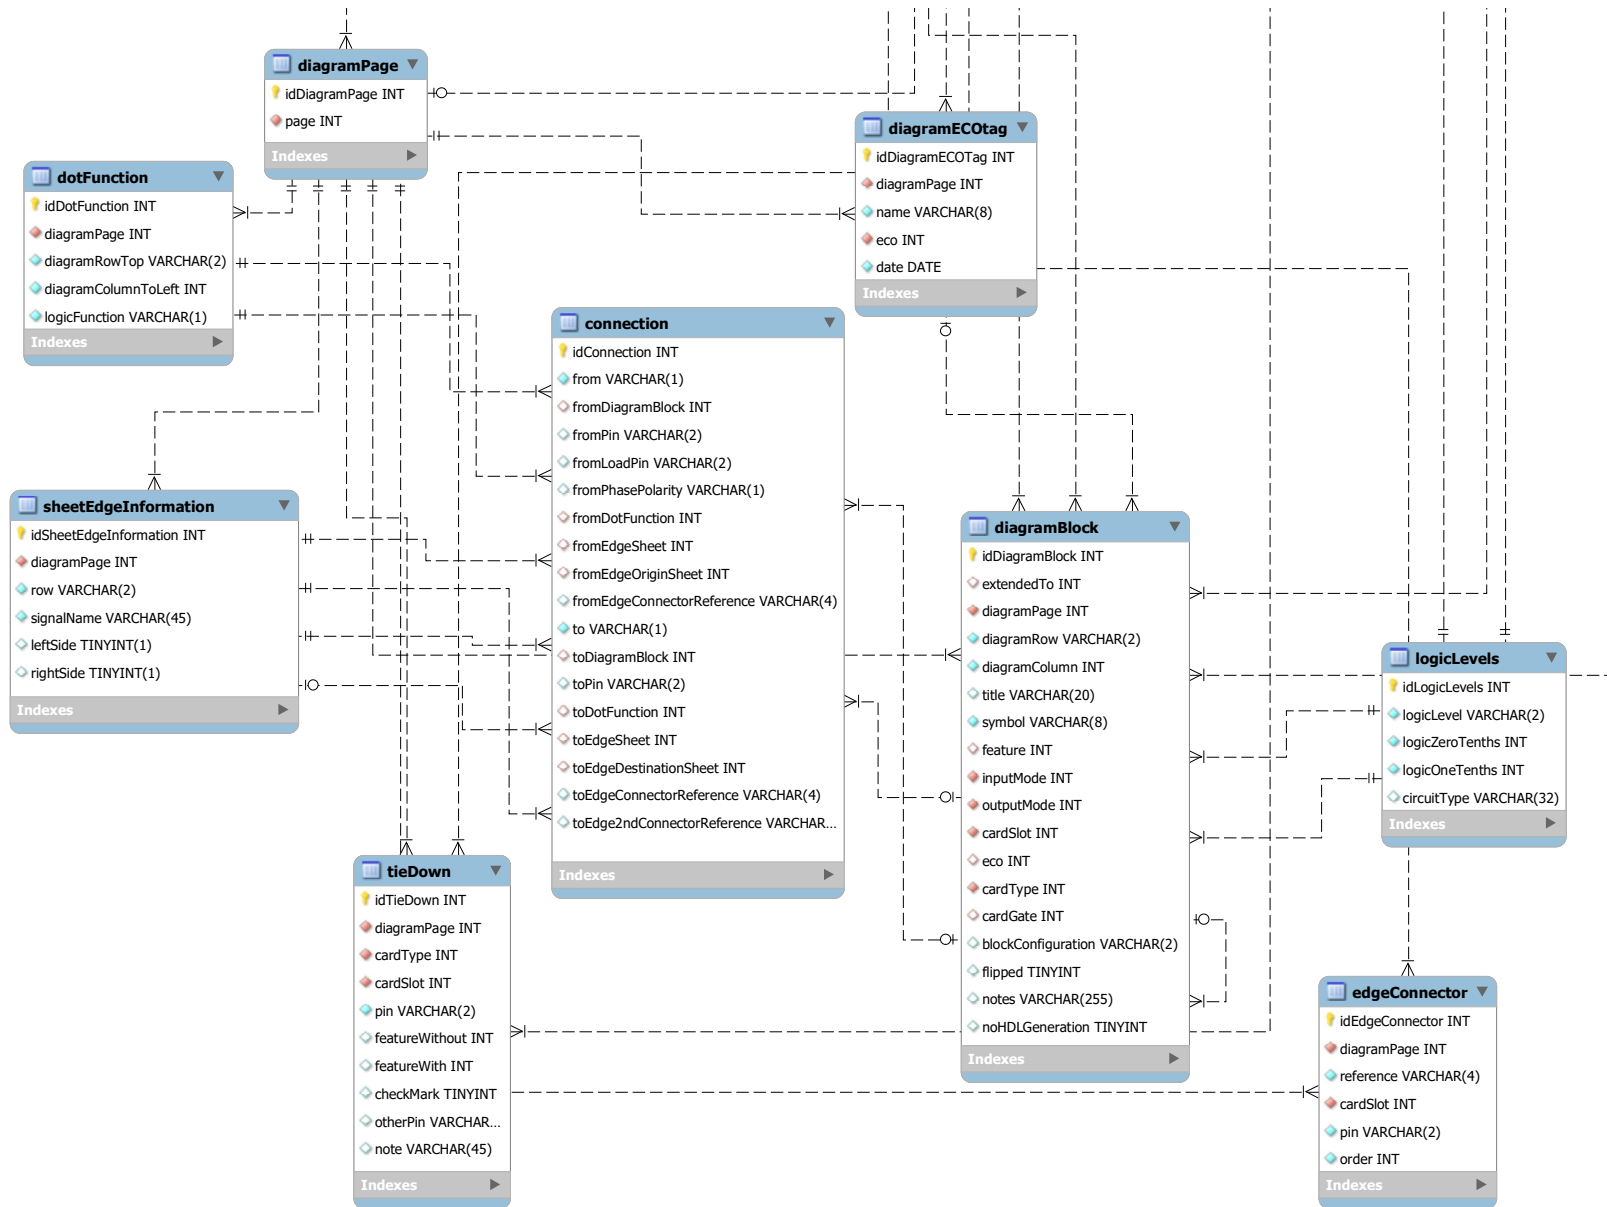 diagramPage
idDiagramPage INT
page INT
Indexes
diagramECOtag
idDiagramECOTag INT
diagramPage INT
name VARCHAR(8)
eco INT
date DATE
Indexes
dotFunction
idDotFunction INT
diagramPage INT
diagramRowTop VARCHAR(2)
diagramColumnToLeft INT
logicFunction VARCHAR(1)
Indexes
connection
idConnection INT
from VARCHAR(1)
fromDiagramBlock INT
fromPin VARCHAR(2)
fromLoadPin VARCHAR(2)
fromPhasePolarity VARCHAR(1)
fromDotFunction INT
fromEdgeSheet INT
fromEdgeOriginSheet INT
fromEdgeConnectorReference VARCHAR(4)
to VARCHAR(1)
toDiagramBlock INT
toPin VARCHAR(2)
toDotFunction INT
toEdgeSheet INT
toEdgeDestinationSheet INT
toEdgeConnectorReference VARCHAR(4)
toEdge2ndConnectorReference VARCHAR...
Indexes
sheetEdgeInformation
idSheetEdgeInformation INT
diagramPage INT
row VARCHAR(2)
signalName VARCHAR(45)
leftSide TINYINT(1)
rightSide TINYINT(1)
Indexes
diagramBlock
idDiagramBlock INT
extendedTo INT
diagramPage INT
diagramRow VARCHAR(2)
diagramColumn INT
title VARCHAR(20)
symbol VARCHAR(8)
feature INT
inputMode INT
outputMode INT
cardSlot INT
eco INT
cardType INT
cardGate INT
blockConfiguration VARCHAR(2)
flipped TINYINT
notes VARCHAR(255)
noHDLGeneration TINYINT
Indexes
logicLevels
idLogicLevels INT
logicLevel VARCHAR(2)
logicZeroTenths INT
logicOneTenths INT
circuitType VARCHAR(32)
Indexes
tieDown
idTieDown INT
diagramPage INT
cardType INT
cardSlot INT
pin VARCHAR(2)
featureWithout INT
featureWith INT
checkMark TINYINT
otherPin VARCHAR...
note VARCHAR(45)
Indexes
edgeConnector
idEdgeConnector INT
diagramPage INT
reference VARCHAR(4)
cardSlot INT
pin VARCHAR(2)
order INT
Indexes